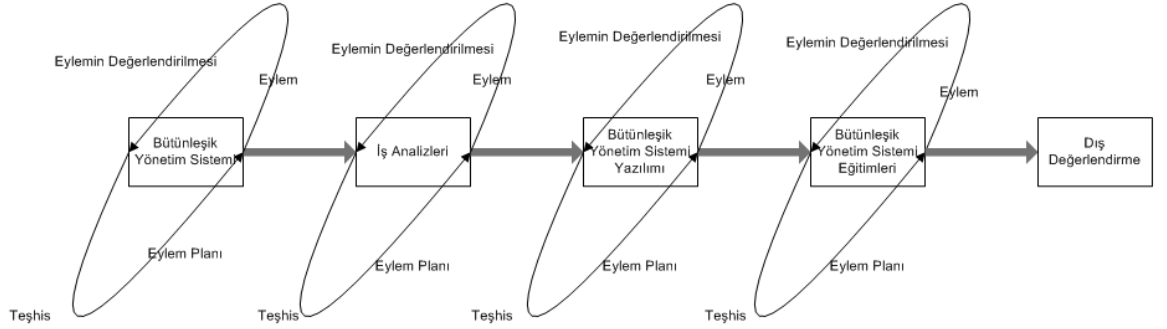 Eylemin Değerlendirilmesi
Eylem
Bütünleşik
Yönetim Sistemi
Eylem Planı
Teşhis
Eylemin Değerlendirilmesi
Eylem
İş Analizleri
Eylem Planı
Teşhis
Eylemin Değerlendirilmesi
Eylem
Bütünleşik
Yönetim Sistemi
Yazılımı
Eylem Planı
Teşhis
Eylemin Değerlendirilmesi
Eylem
Bütünleşik
Yönetim Sistemi
Eğitimleri
Eylem Planı
Teşhis
Dış
Değerlendirme